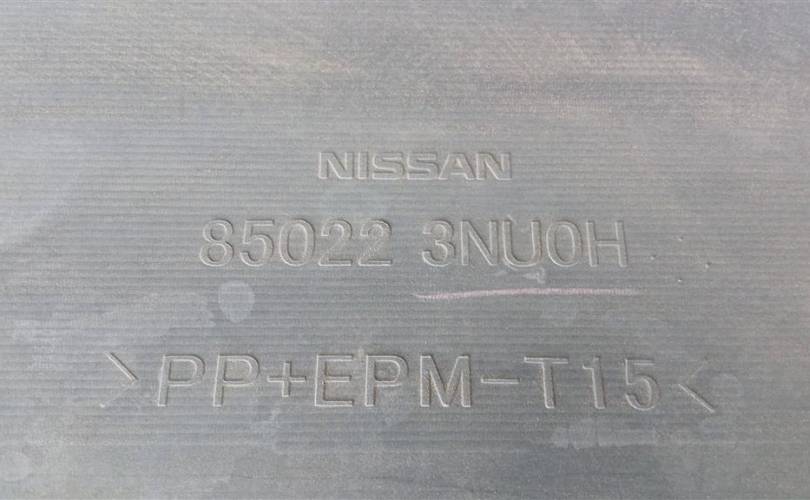 NISSAN
85022 3NU0H
>PP+EPM-T15<